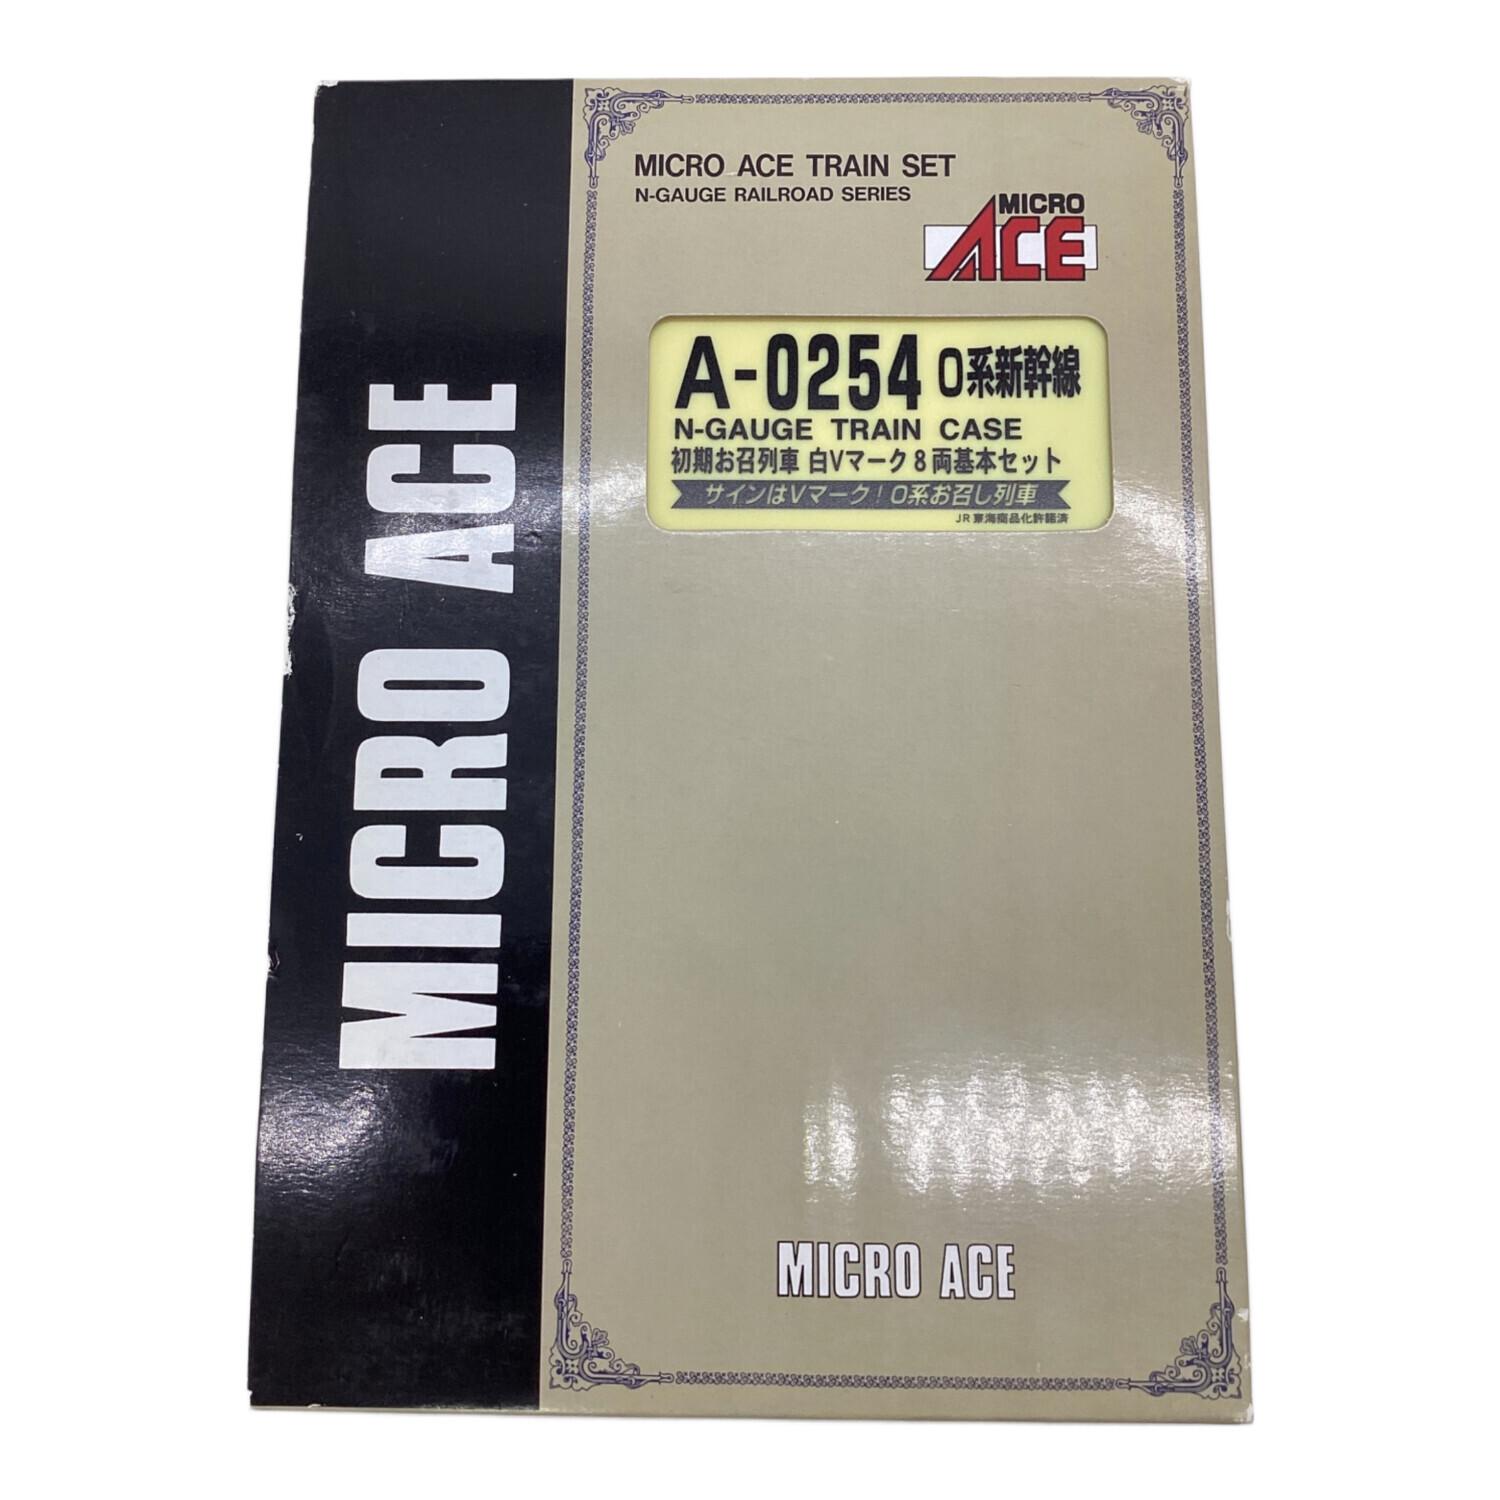 MICRO ACE
MICRO ACE TRAIN SET
N-GAUGE RAILROAD SERIES
MICRO
ACE
A-0254 0系新幹線
N-GAUGE TRAIN CASE
初期お召列車 白Vマーク8両基本セット
サインはVマーク!0系お召し列車
JR東海商品化許諾済
MICRO ACE